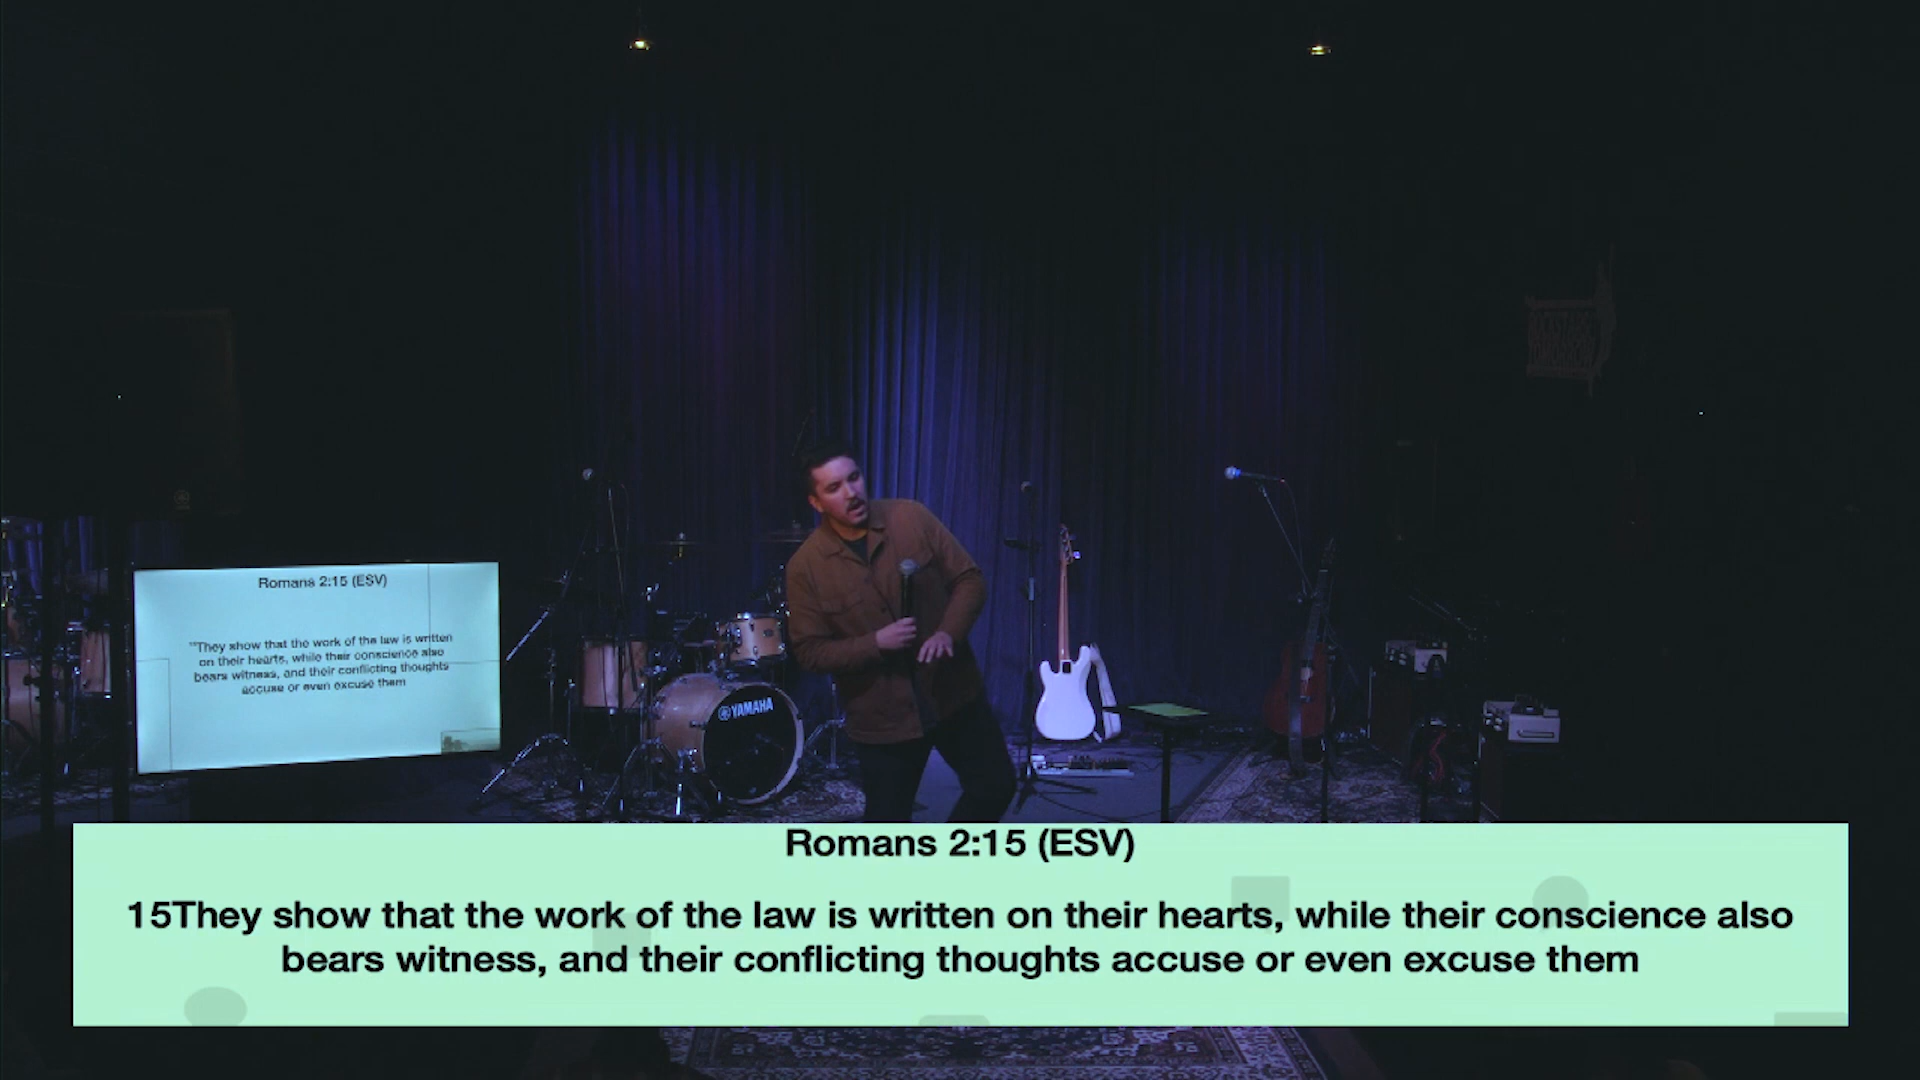 Romans 2:15 (ESV)
15They show that the work of the law is written
on their hearts, while their conscience also
bears witness, and their conflicting thoughts
accuse or even excuse them
YAMAHA
Romans 2:15 (ESV)
15They show that the work of the law is written on their hearts, while their conscience also
bears witness, and their conflicting thoughts accuse or even excuse them